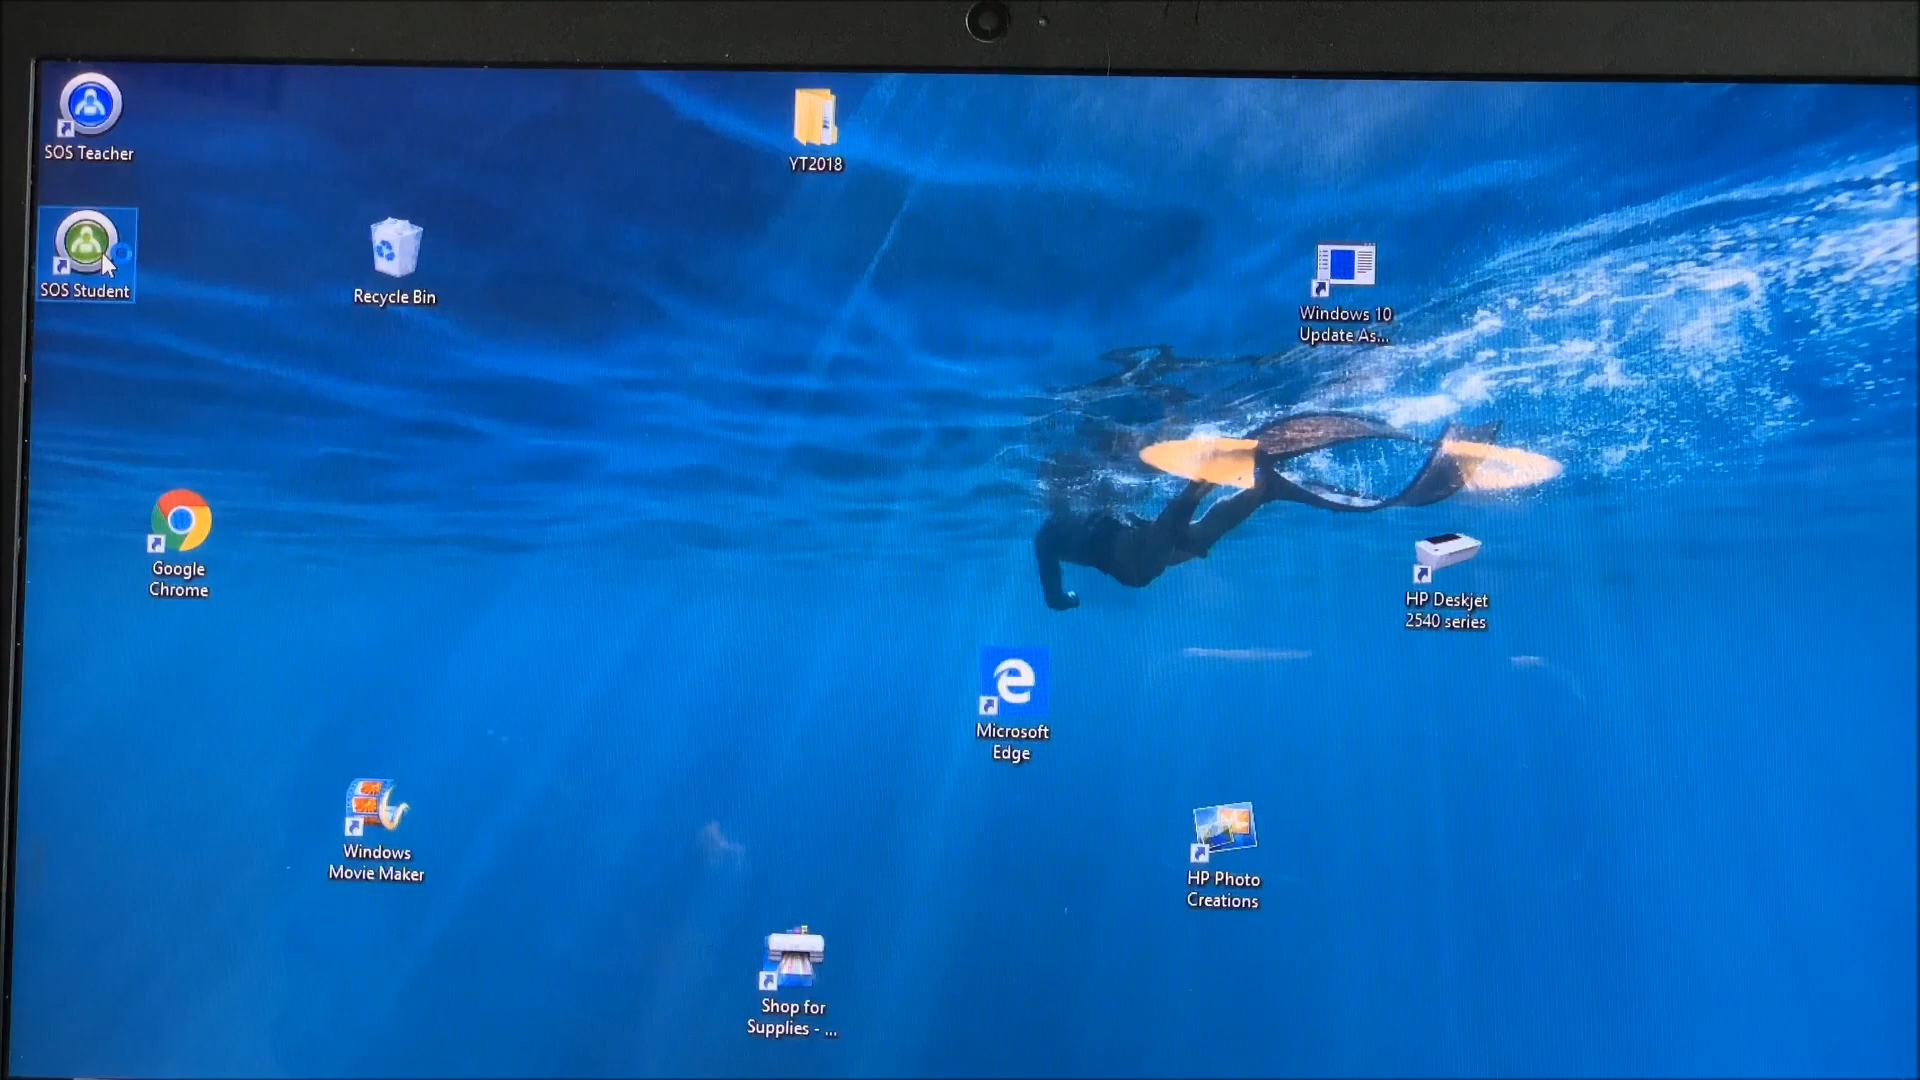 SOS Teacher
YT2018
SOS Student
Recycle Bin
Windows 10
Update As...
Google
Chrome
HP Deskjet
2540 series
Microsoft
Edge
Windows
Movie Maker
HP Photo
Creations
Shop for
Supplies - ...